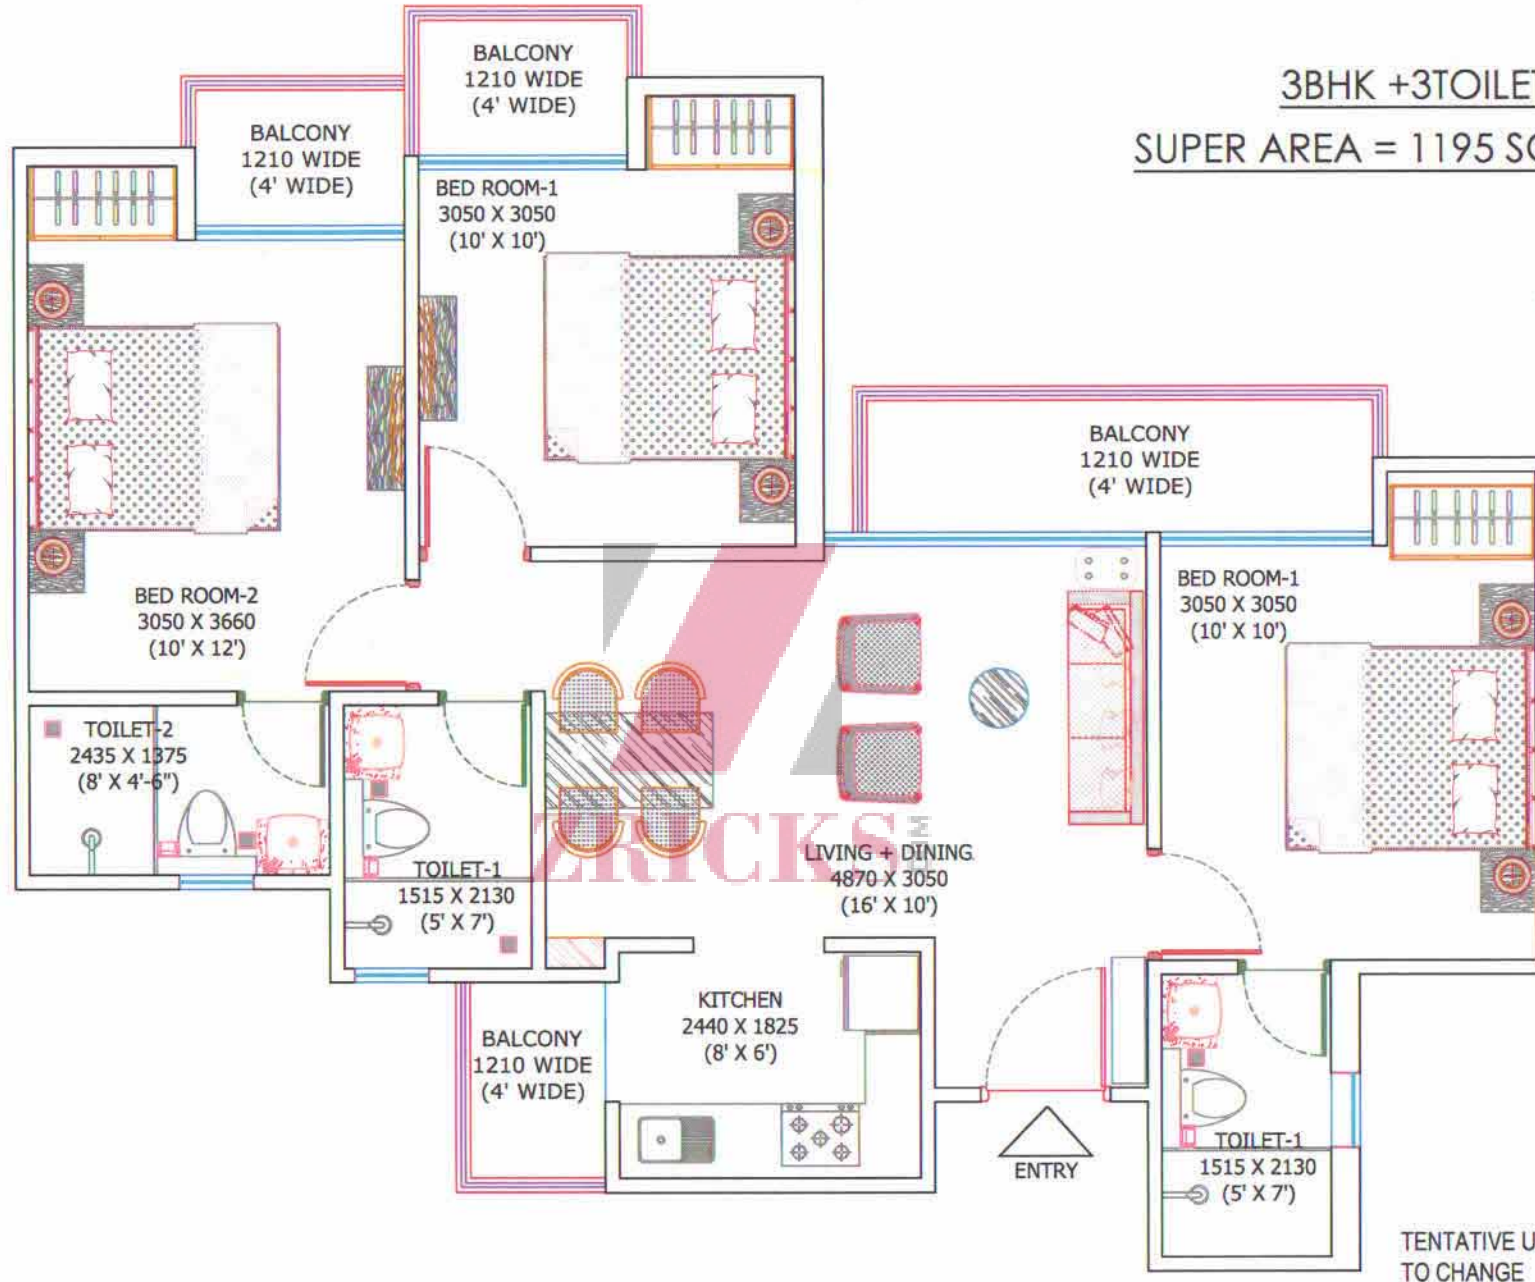 3BHK +3TOILET
SUPER AREA = 1195 SQ
BALCONY
1210 WIDE
(4' WIDE)
BALCONY
1210 WIDE
(4' WIDE)
BED ROOM-1
3050 X 3050
(10' X 10')
BALCONY
1210 WIDE
(4' WIDE)
BED ROOM-2
3050 X 3660
(10' X 12')
BED ROOM-1
3050 X 3050
(10' X 10')
TOILET-2
2435 X 1375
(8' X 4'-6")
TOILET-1
1515 X 2130
(5' X 7')
ZRICKS
.COM
LIVING + DINING
4870 X 3050
(16' X 10')
KITCHEN
2440 X 1825
(8' X 6')
BALCONY
1210 WIDE
(4' WIDE)
ENTRY
TOILET-1
1515 X 2130
(5' X 7')
TENTATIVE U
TO CHANGE